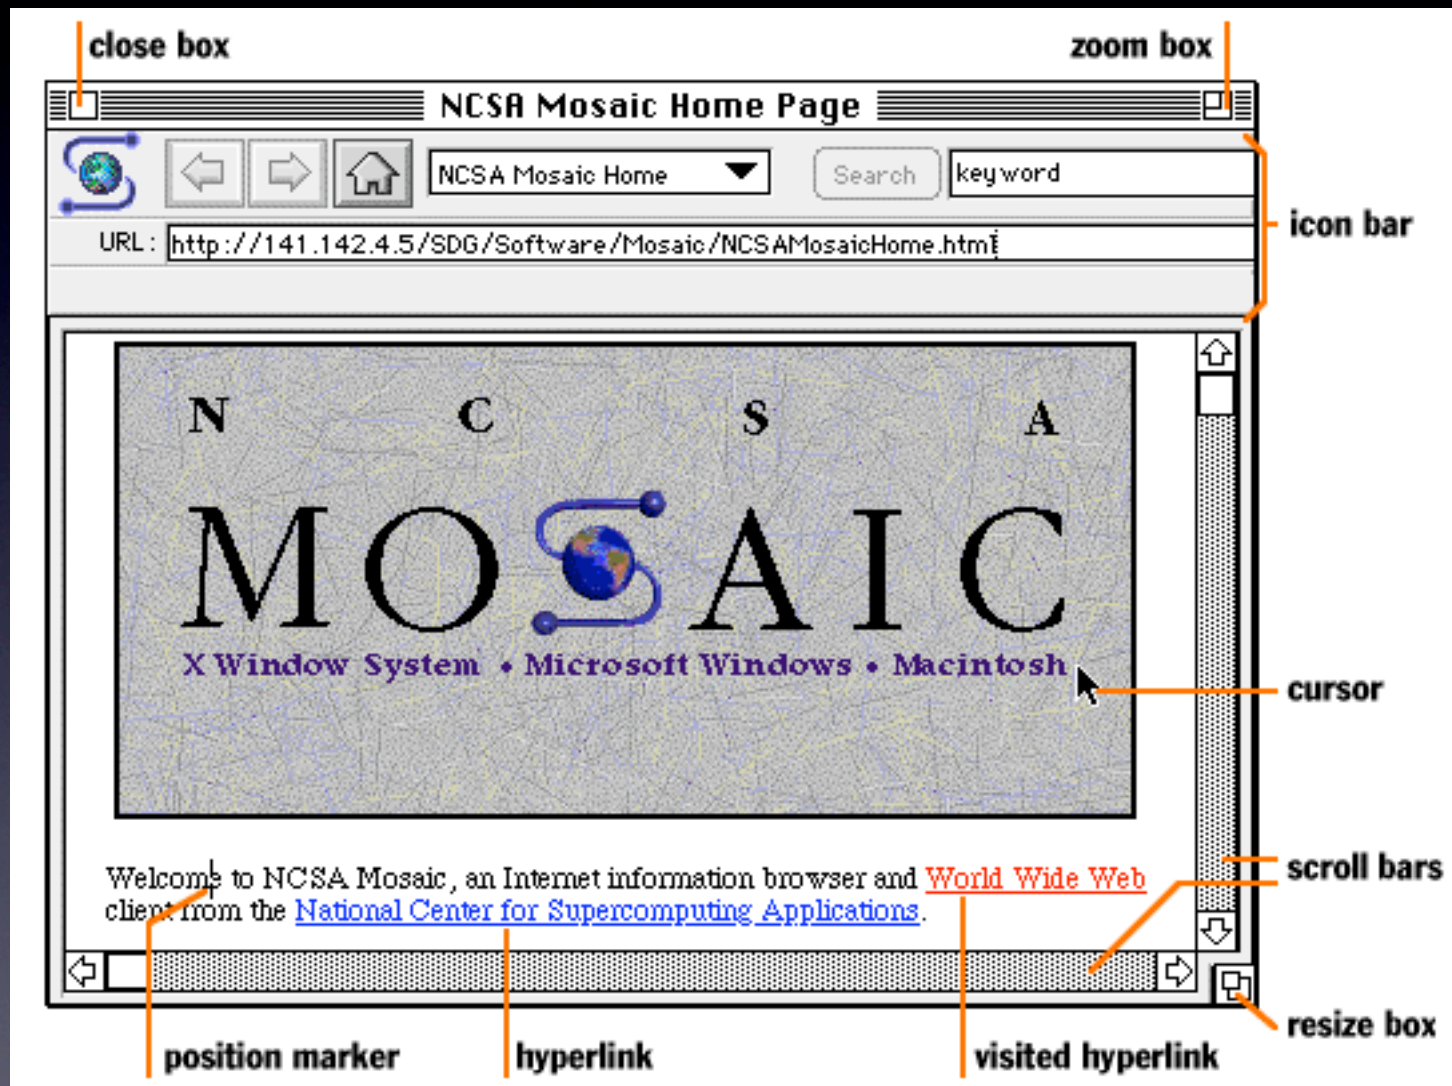 close box
zoom box
NCSA Mosaic Home Page
NCSA Mosaic Home
Search
keyword
icon bar
URL: http://141.142.4.5/SDG/Software/Mosaic/NCSAMosaicHome.html
N C S A
MOSAIC
X Window System • Microsoft Windows • Macintosh
cursor
scroll bars
Welcome to NCSA Mosaic, an Internet information browser and World Wide Web
client from the National Center for Supercomputing Applications.
resize box
position marker
hyperlink
visited hyperlink